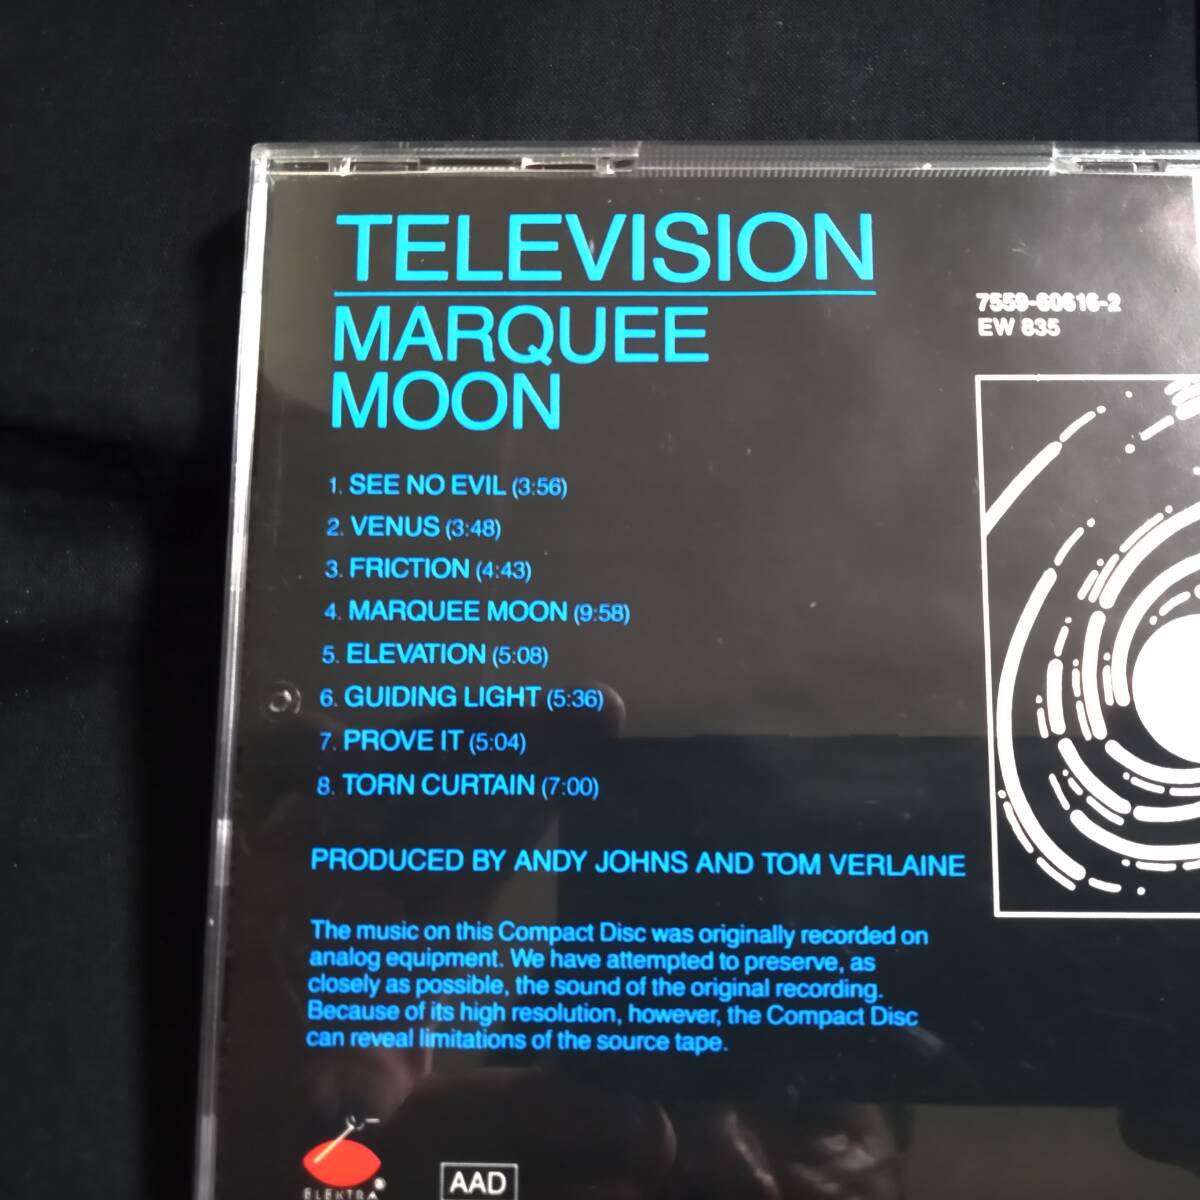 TELEVISION
MARQUEE
MOON
7559-60616-2
EW 835
1. SEE NO EVIL (3:56)
2. VENUS (3:48)
3. FRICTION (4:43)
4. MARQUEE MOON (9:58)
5. ELEVATION (5:08)
6. GUIDING LIGHT (5:36)
7. PROVE IT (5:04)
8. TORN CURTAIN (7:00)
PRODUCED BY ANDY JOHNS AND TOM VERLAINE
The music on this Compact Disc was originally recorded on
analog equipment. We have attempted to preserve, as
closely as possible, the sound of the original recording.
Because of its high resolution, however, the Compact Disc
can reveal limitations of the source tape.
ELEKTRA®
AAD